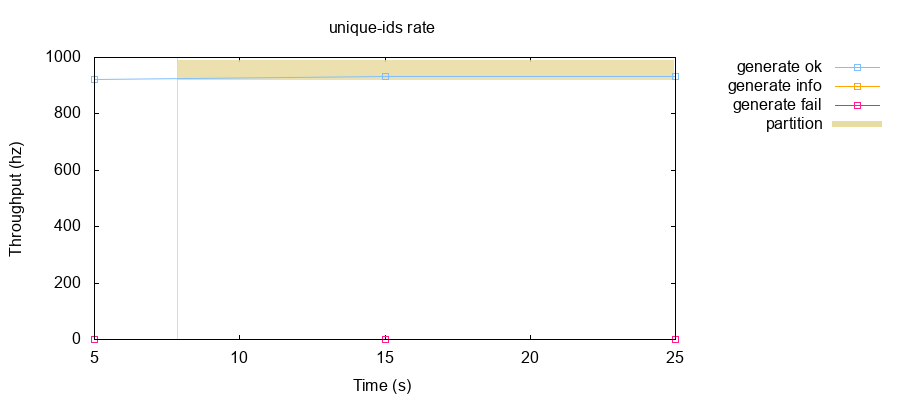 unique-ids rate
1000
800
600
400
200
0
Throughput (hz)
5 10 15 20 25
Time (s)
generate ok
generate info
generate fail
partition